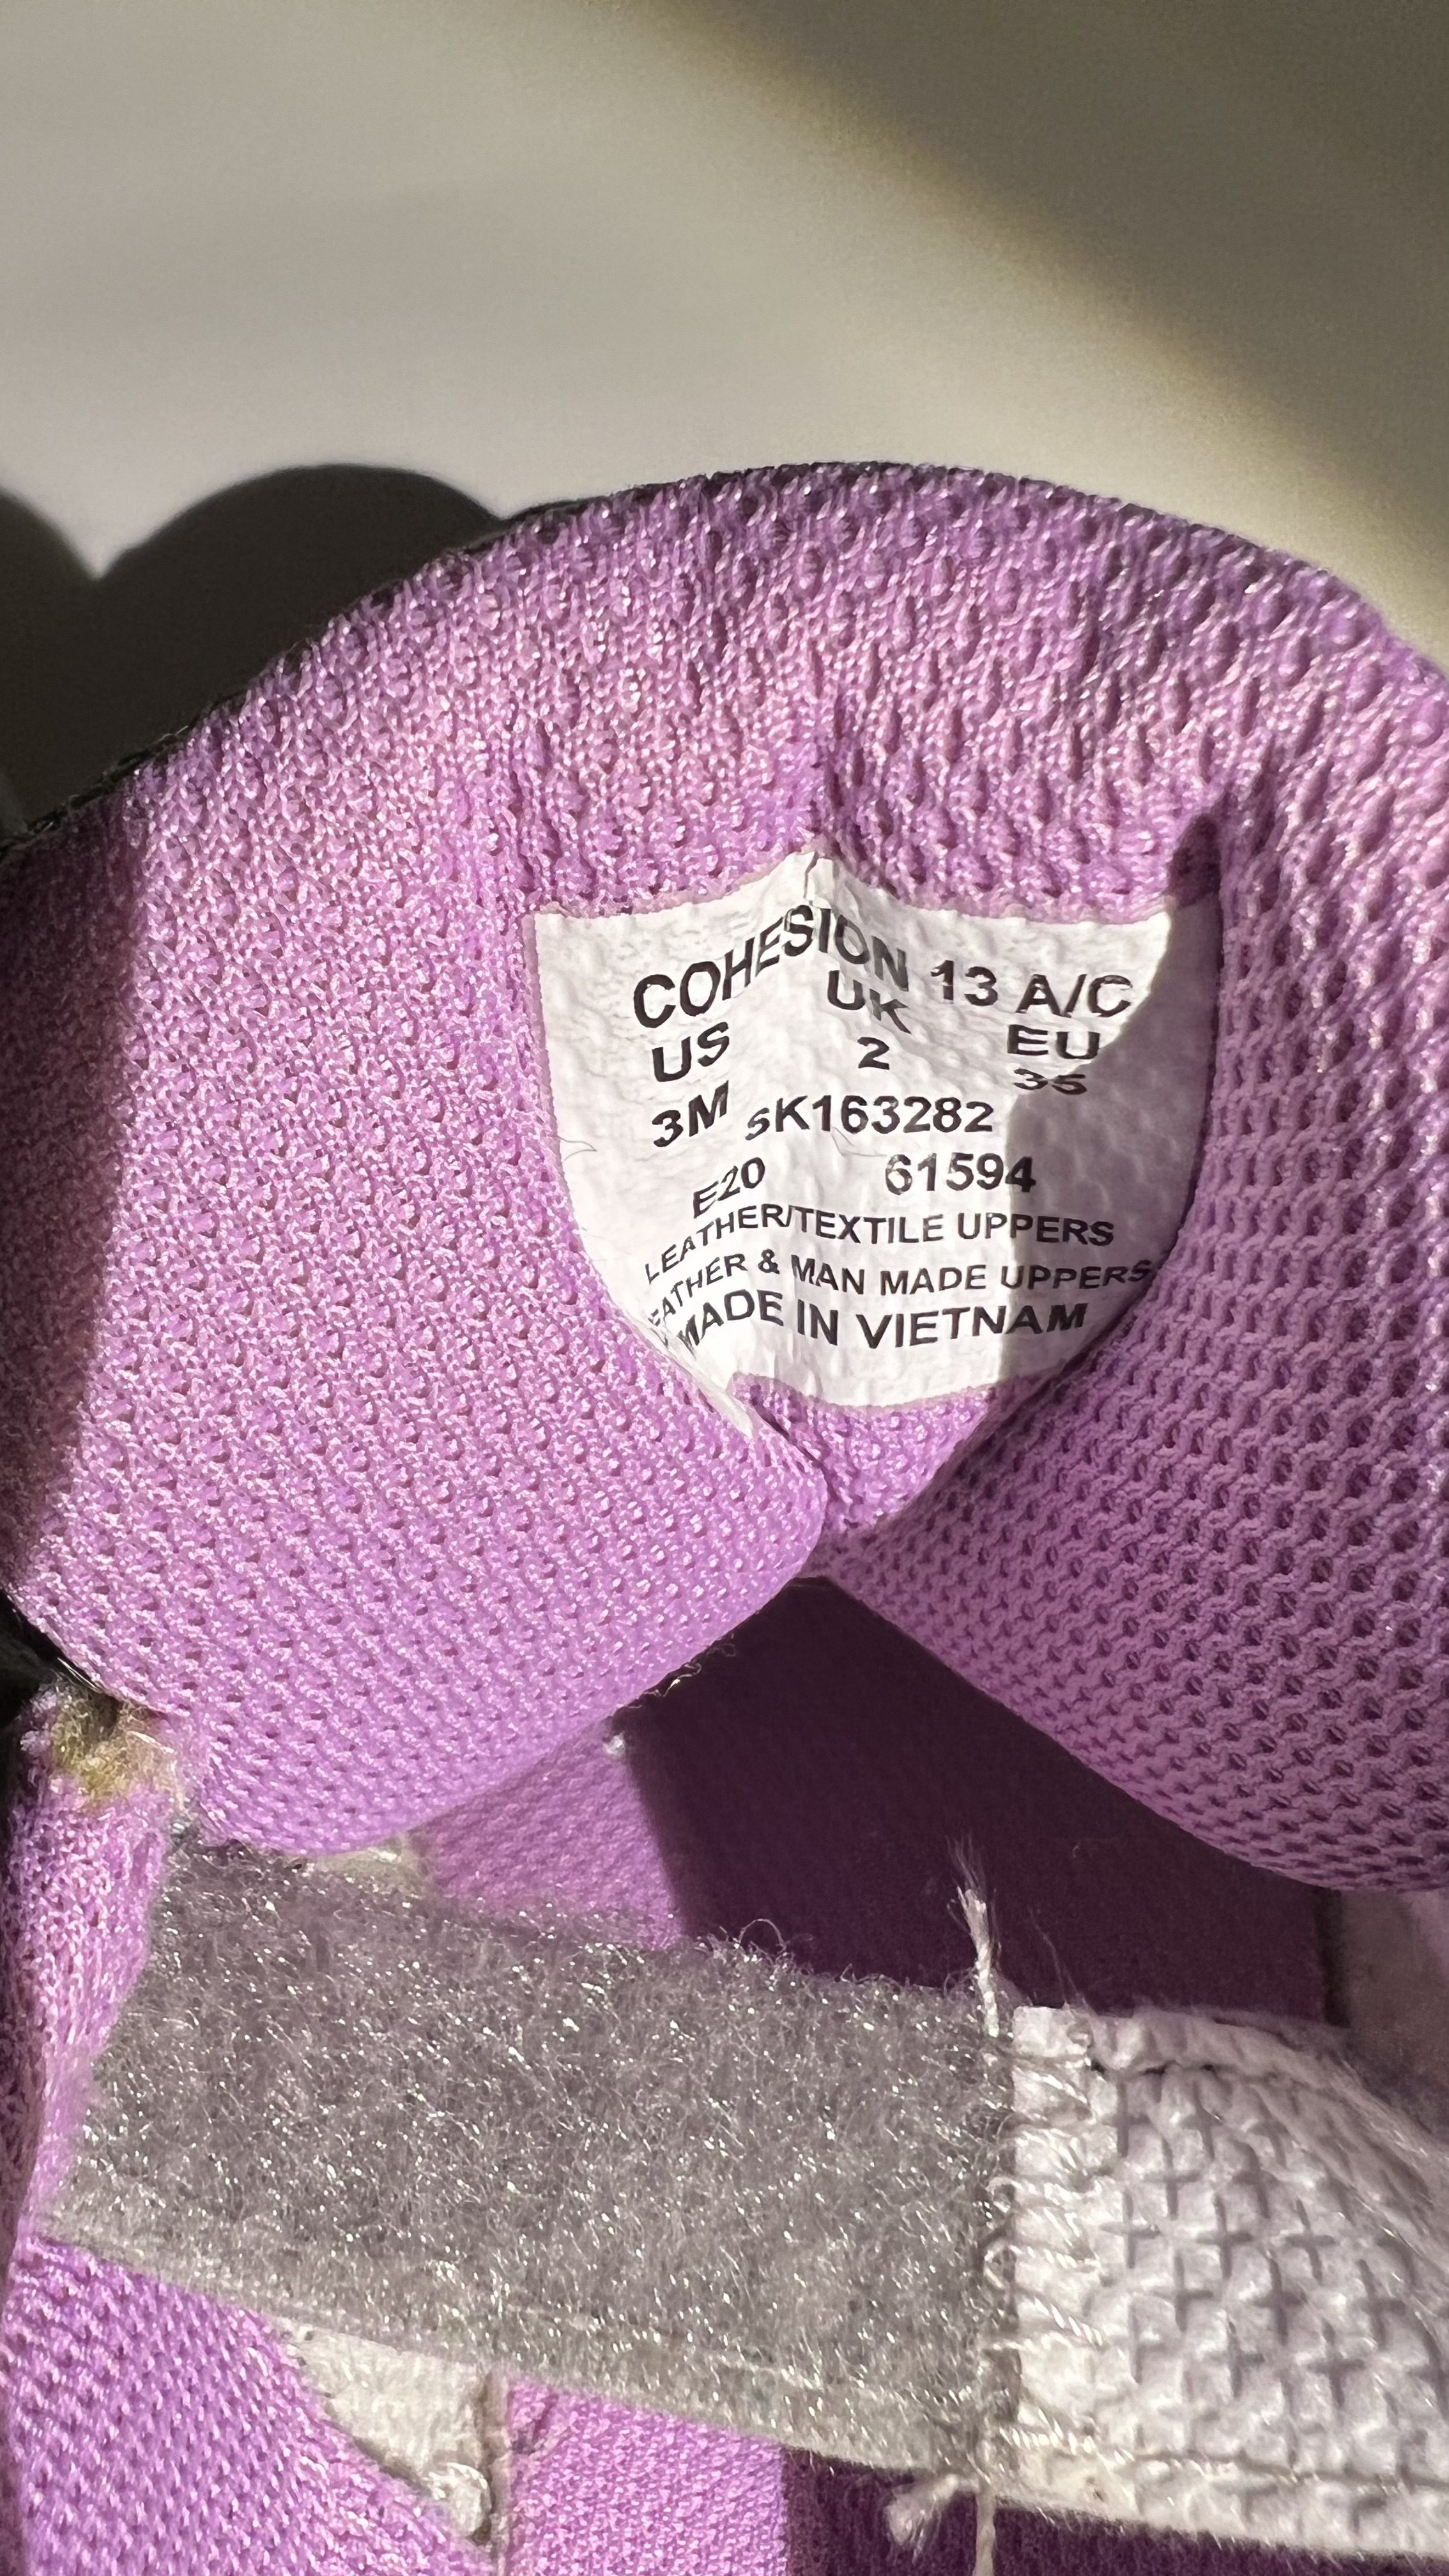 COHESION 13 A/C
US UK EU
3M 2 35
SK163282
E20 61594
LEATHER/TEXTILE UPPERS
EATHER & MAN MADE UPPERS
MADE IN VIETNAM